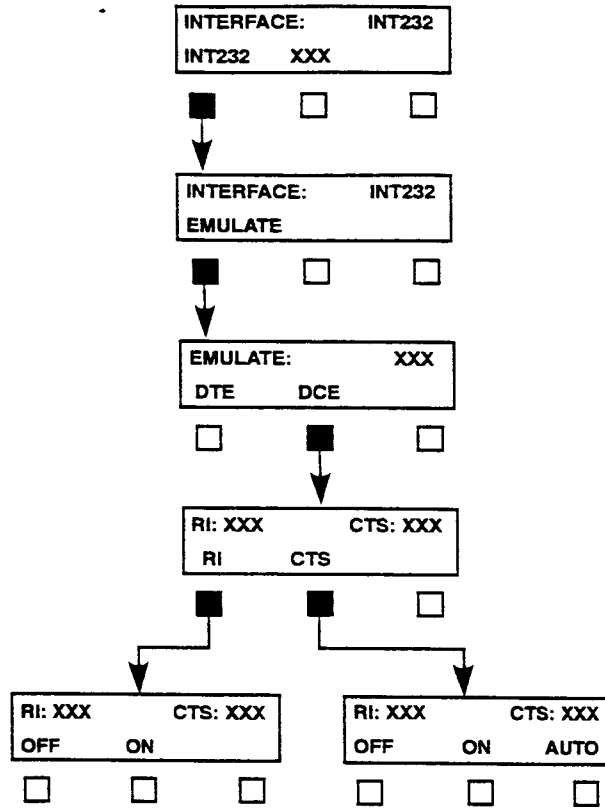 INTERFACE: INT232
INT232 XXX
INTERFACE: INT232
EMULATE
EMULATE: XXX
DTE DCE
RI: XXX CTS: XXX
RI CTS
RI: XXX CTS: XXX
OFF ON
RI: XXX CTS: XXX
OFF ON AUTO